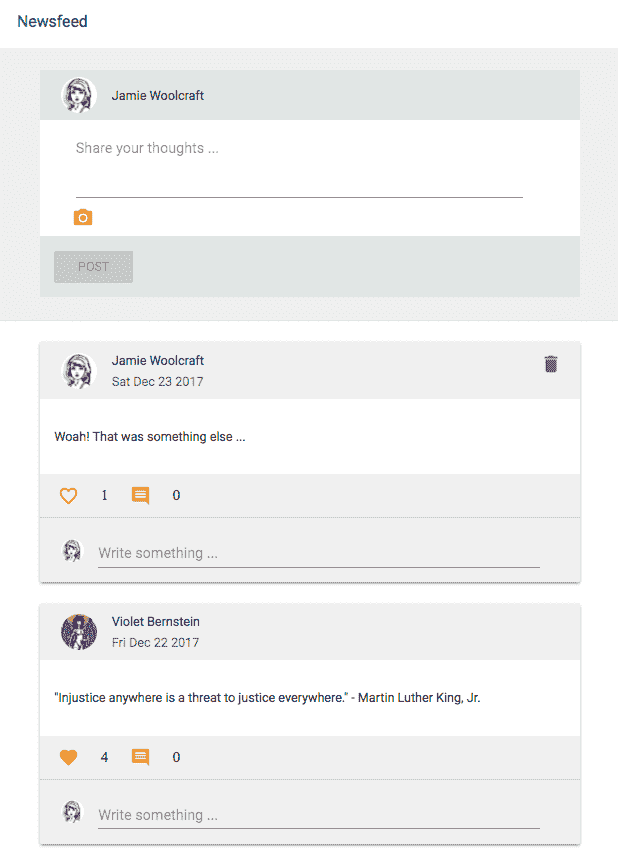 Newsfeed
Jamie Woolcraft
Share your thoughts ...
POST
Jamie Woolcraft
Sat Dec 23 2017
Woah! That was something else ...
1 0
Write something ...
Violet Bernstein
Fri Dec 22 2017
"Injustice anywhere is a threat to justice everywhere." - Martin Luther King, Jr.
4 0
Write something ...